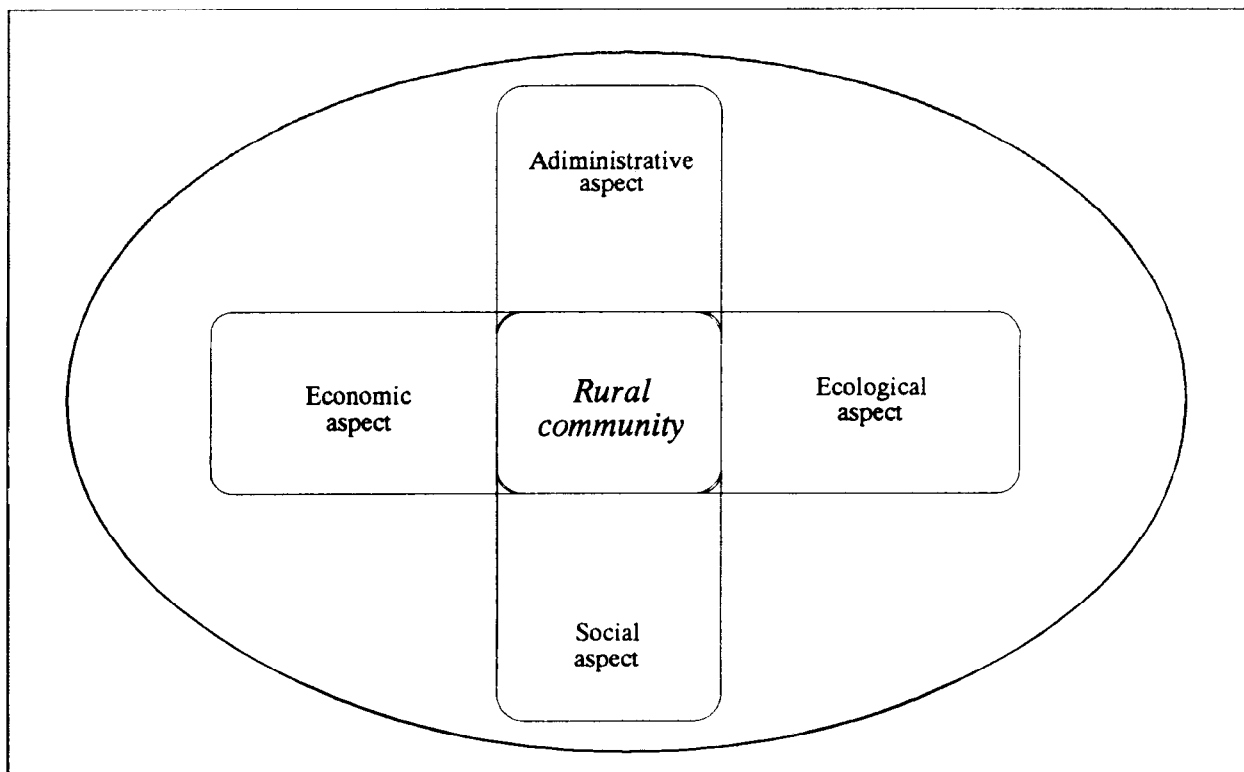 Adiministrative
aspect
Economic
aspect
Rural
community
Ecological
aspect
Social
aspect